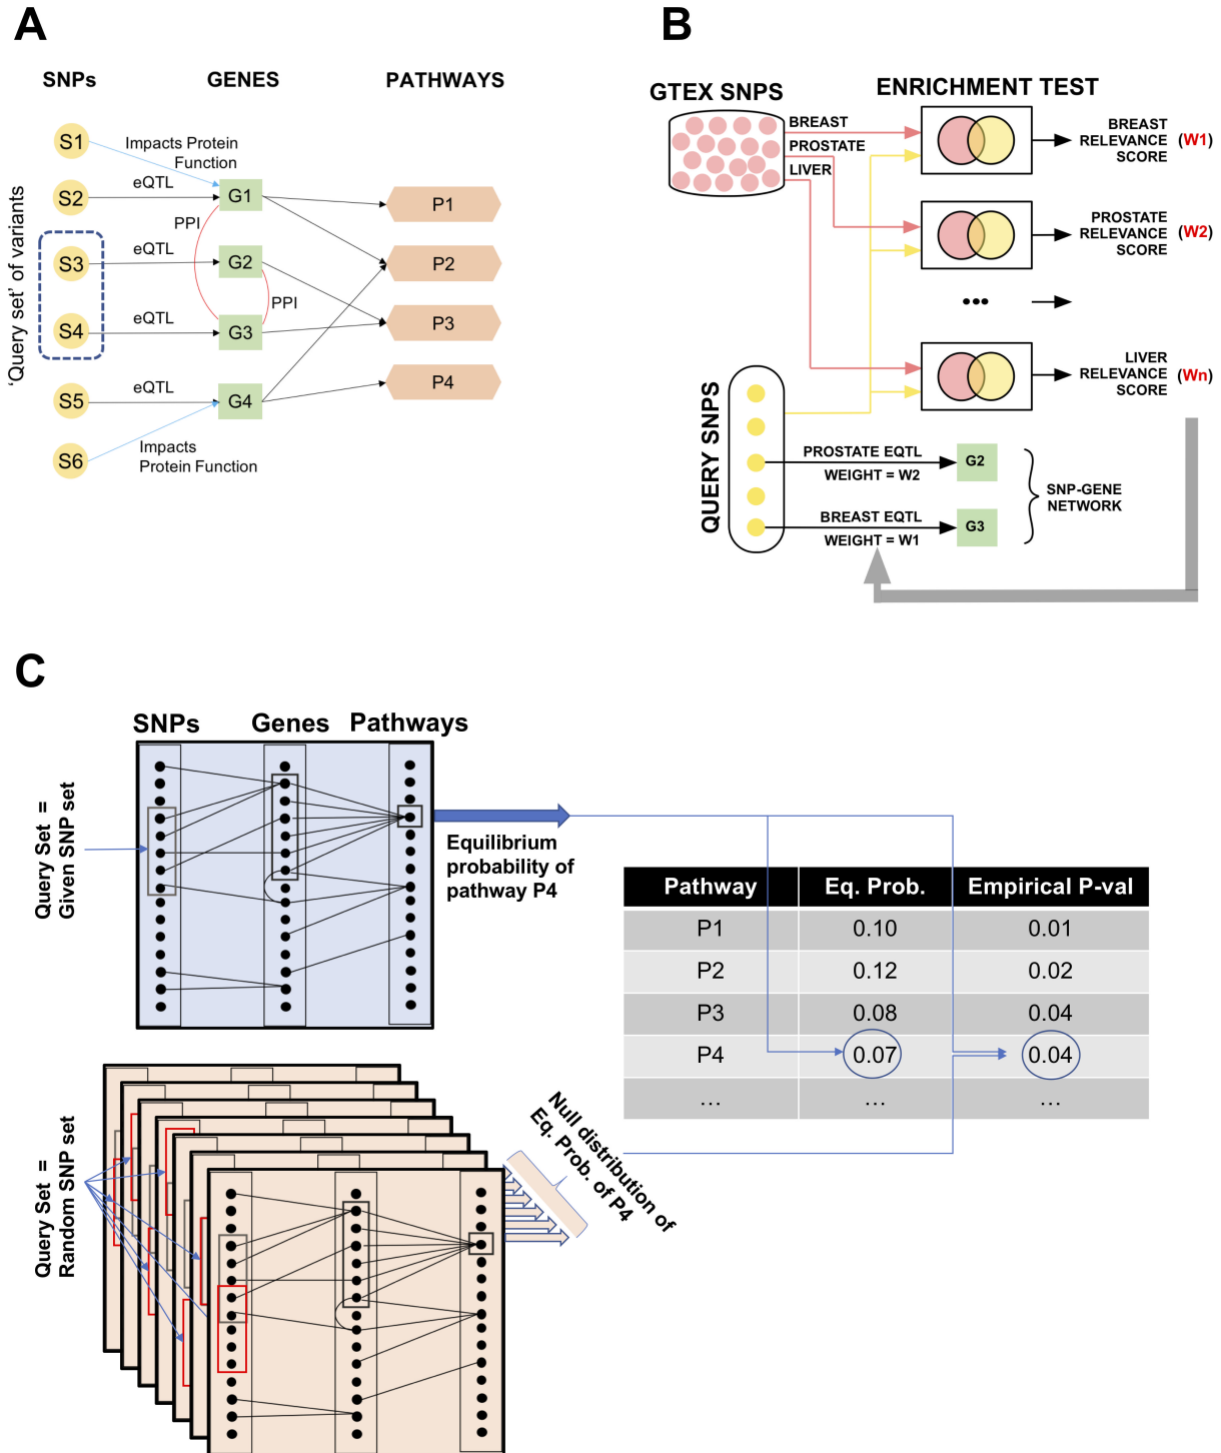 A
SNPs
GENES
PATHWAYS
'Query set' of variants
S1
S2
S3
S4
S5
S6
Impacts Protein
Function
eQTL
eQTL
eQTL
eQTL
Impacts
Protein Function
PPI
PPI
G1
G2
G3
G4
P1
P2
P3
P4
B
GTEX SNPS
ENRICHMENT TEST
BREAST
PROSTATE
LIVER
BREAST
RELEVANCE
SCORE
(W1)
PROSTATE
RELEVANCE
SCORE
(W2)
...
LIVER
RELEVANCE
SCORE
(Wn)
QUERY SNPS
PROSTATE EQTL
WEIGHT = W2
G2
BREAST EQTL
WEIGHT = W1
G3
SNP-GENE
NETWORK
C
SNPs
Genes
Pathways
Query Set =
Given SNP set
Equilibrium
probability of
pathway P4
Pathway Eq. Prob. Empirical P-val
P1 0.10 0.01
P2 0.12 0.02
P3 0.08 0.04
P4 0.07 0.04
... ... ...
Query Set =
Random SNP set
Null distribution of
Eq. Prob. of P4